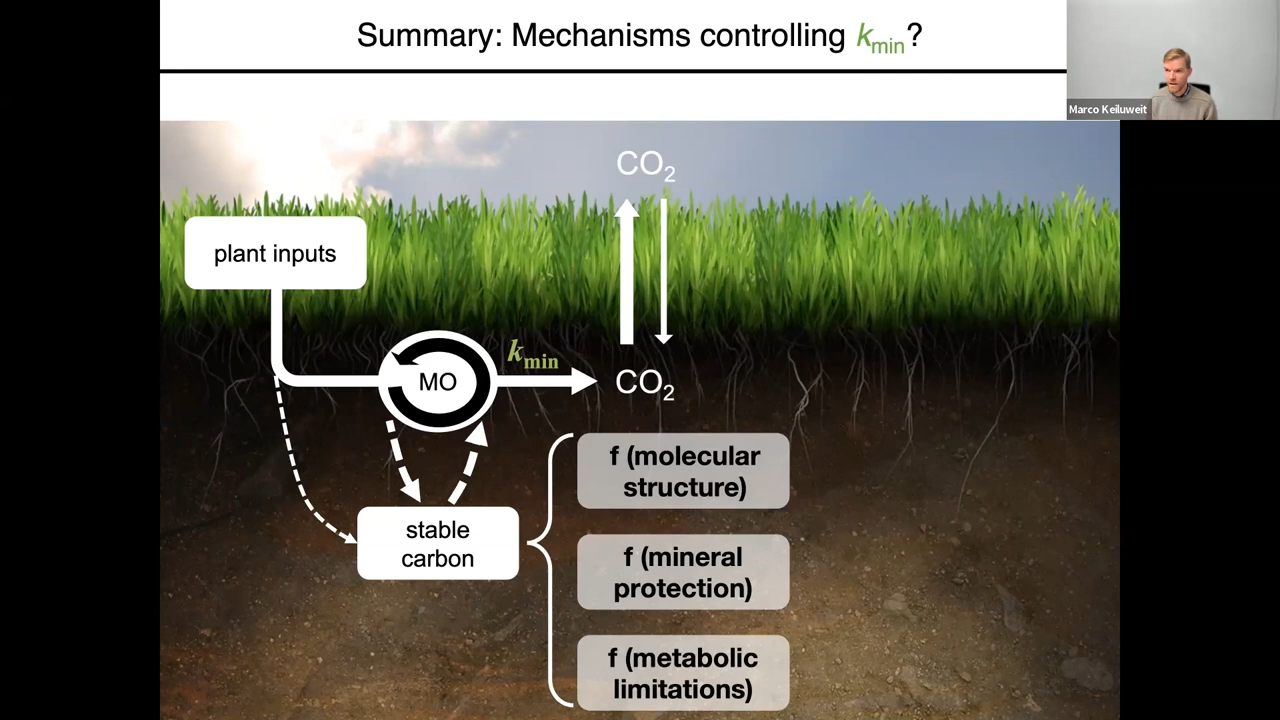 Summary: Mechanisms controlling kmin?
Marco Keiluweit
CO2
plant inputs
kmin
MO
CO2
f (molecular
structure)
stable
carbon
f (mineral
protection)
f (metabolic
limitations)